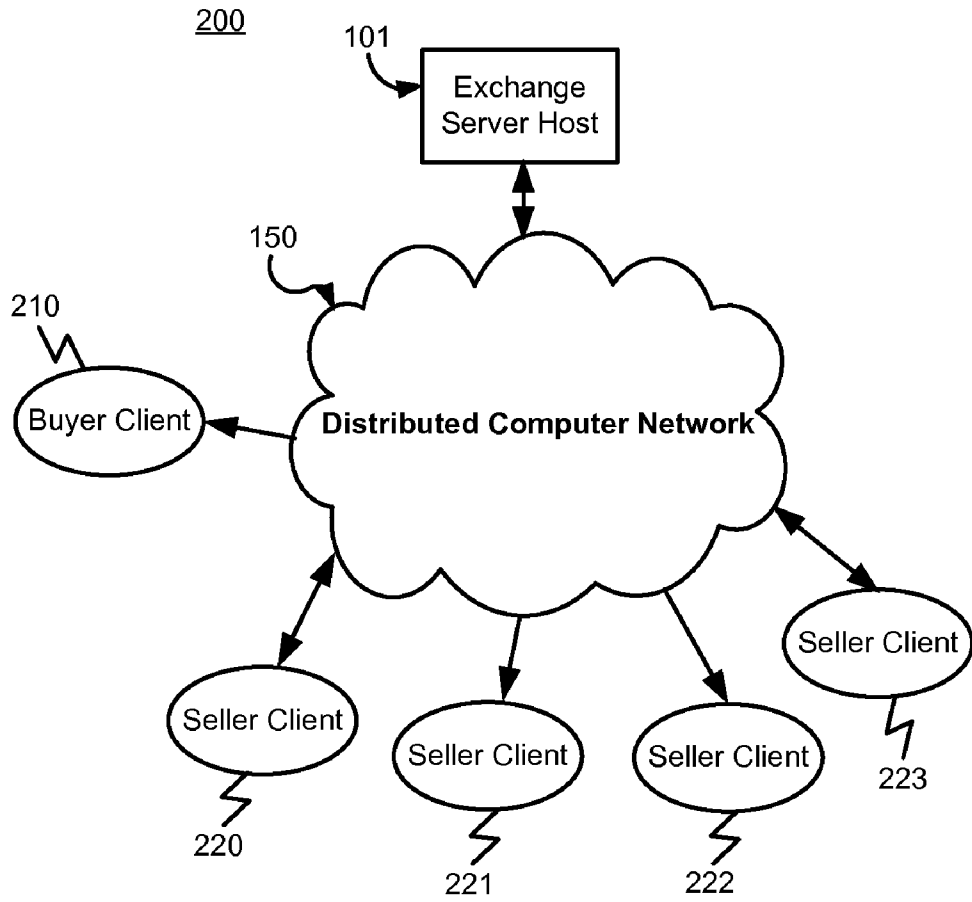 200
101
Exchange
Server Host
150
210
Buyer Client
Distributed Computer Network
Seller Client
Seller Client
Seller Client
Seller Client
223
220
221
222